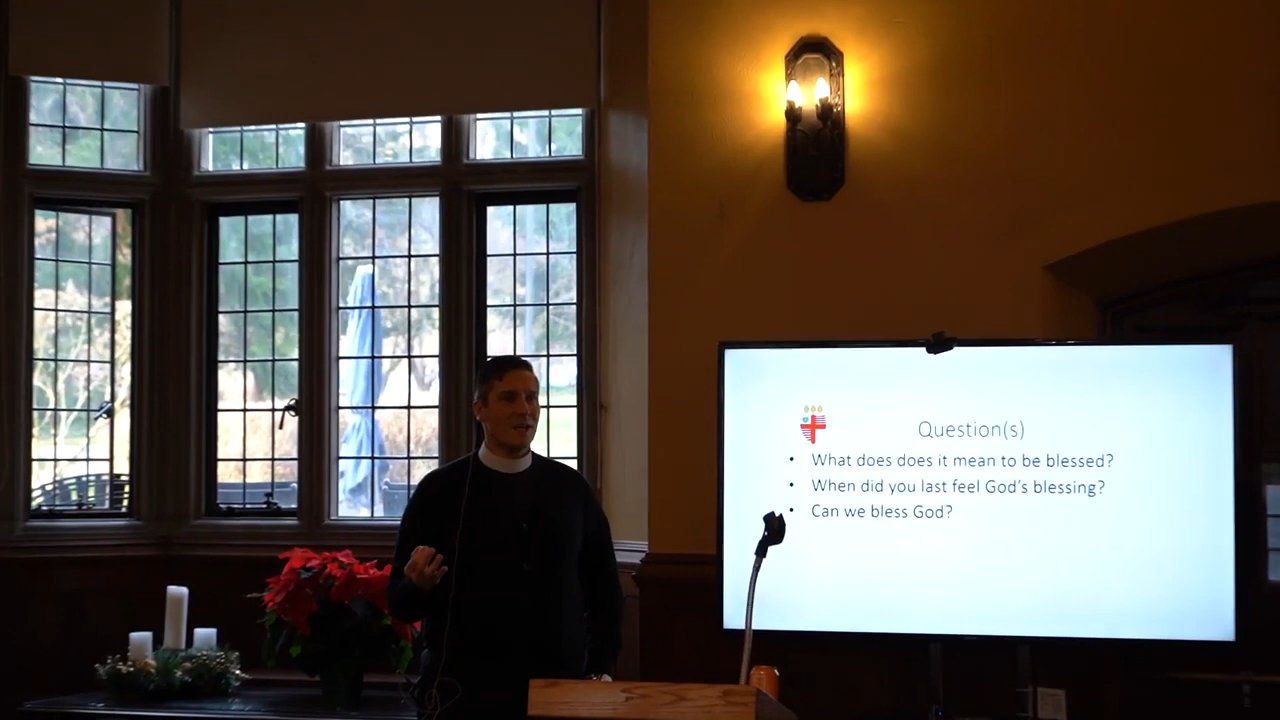 Question(s)
• What does does it mean to be blessed?
• When did you last feel God's blessing?
• Can we bless God?